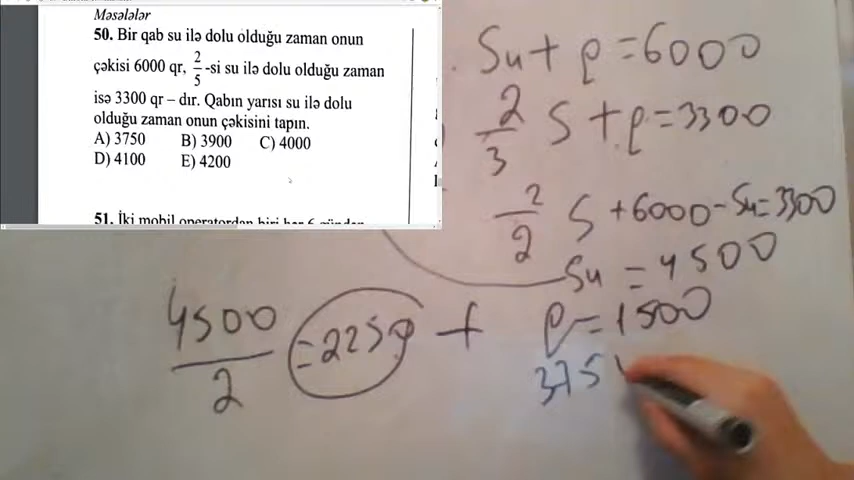 Məsələlər
50. Bir qab su ilə dolu olduğu zaman onun
çəkisi 6000 qr, 2/5 -si su ilə dolu olduğu zaman
isə 3300 qr – dır. Qabın yarısı su ilə dolu
olduğu zaman onun çəkisini tapın.
A) 3750 B) 3900 C) 4000
D) 4100 E) 4200
51. İki mobil operatordan biri hər 6 gündən
Su + P = 6000
2/3 S + P = 3300
2/2 S + 6000 - Su = 3300
Su = 4500
P = 1500
4500/2 = 2250 +
375